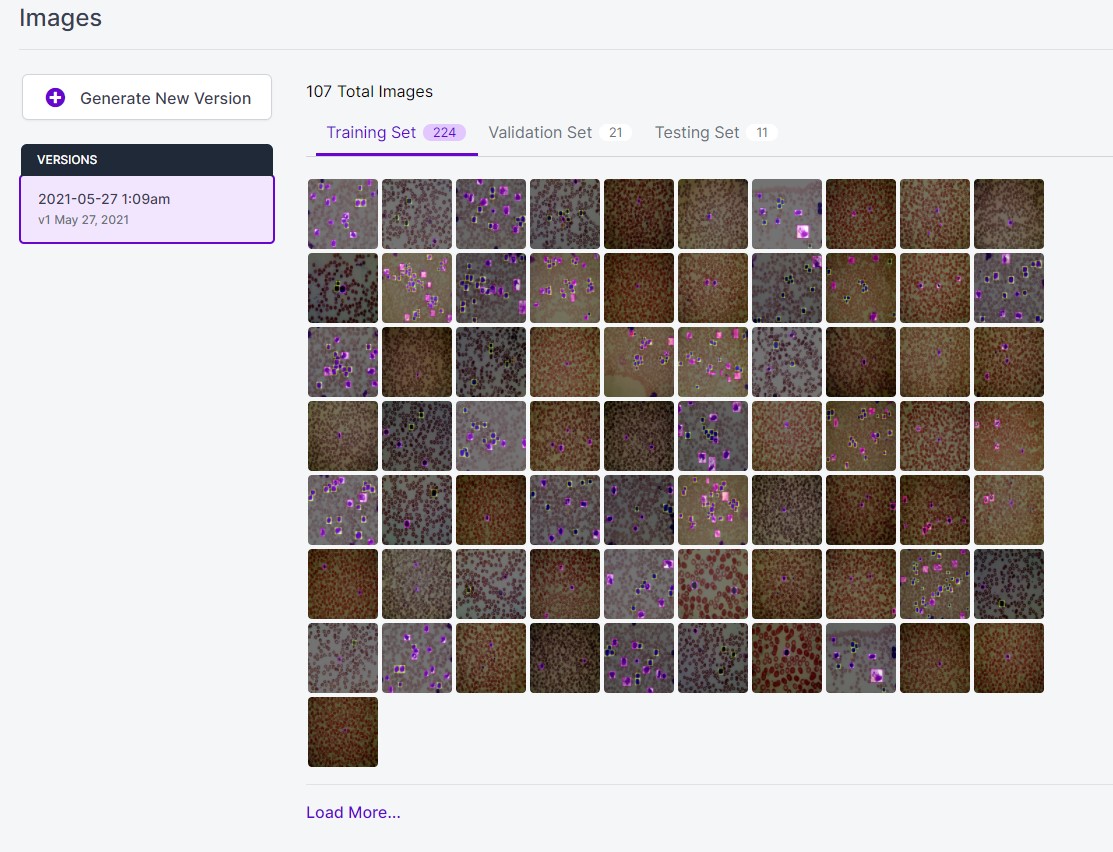 Images
Generate New Version
VERSIONS
2021-05-27 1:09am
v1 May 27, 2021
107 Total Images
Training Set 224 Validation Set 21 Testing Set 11
Load More...